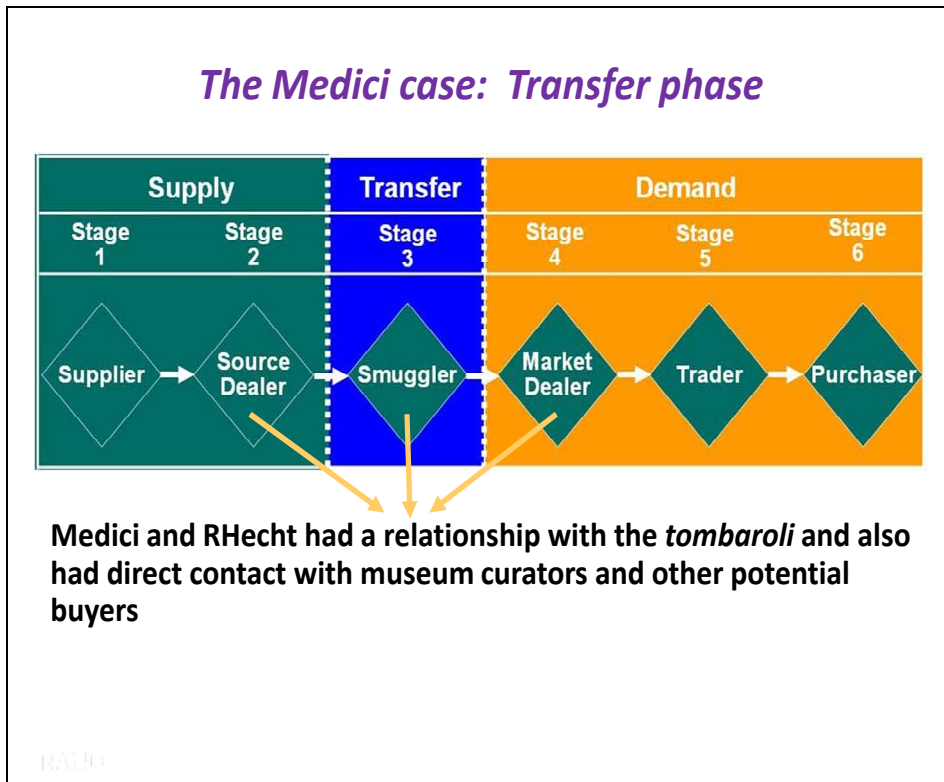 The Medici case:  Transfer phase
Supply Transfer Demand
Stage 1 Stage 2 Stage 3 Stage 4 Stage 5 Stage 6
Supplier Source Dealer Smuggler Market Dealer Trader Purchaser
Medici and RHecht had a relationship with the tombaroli and also
had direct contact with museum curators and other potential
buyers
RAND